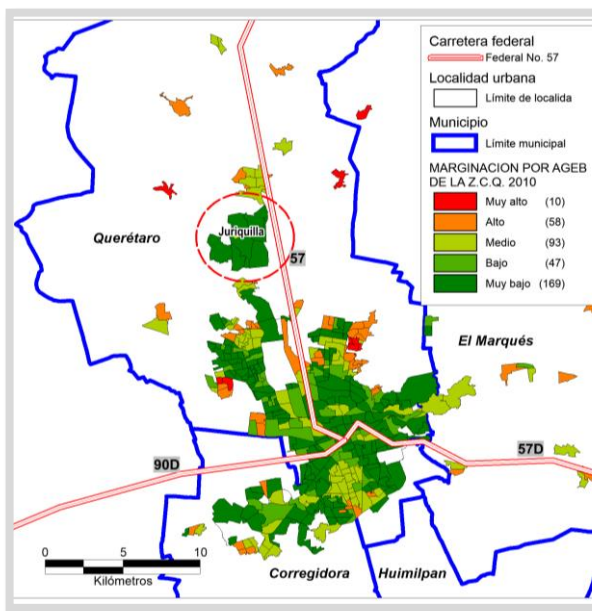 Carretera federal
Federal No. 57
Localidad urbana
Límite de localida
Municipio
Límite municipal
MARGINACION POR AGEB
DE LA Z.C.Q. 2010
Muy alto (10)
Alto (58)
Medio (93)
Bajo (47)
Muy bajo (169)
Juriquilla
Querétaro
57
El Marqués
90D
57D
0 5 10
Kilómetros
Corregidora
Huimilpan